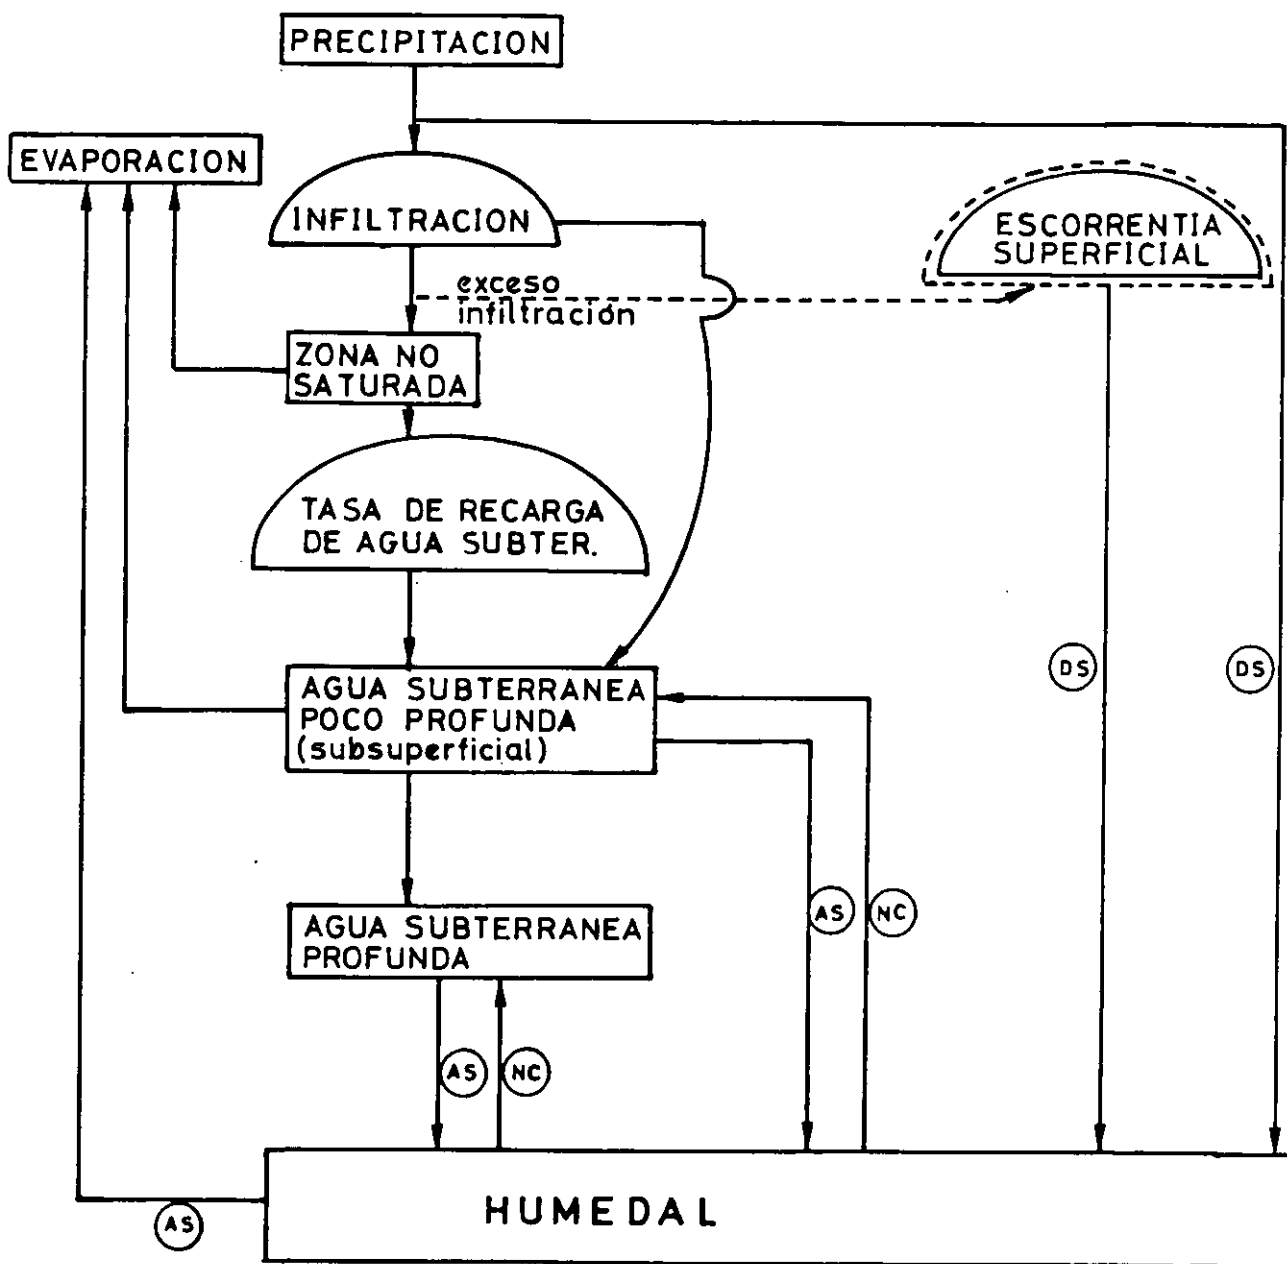 PRECIPITACION
EVAPORACION
INFILTRACION
ESCORRENTIA
SUPERFICIAL
exceso
infiltración
ZONA NO
SATURADA
TASA DE RECARGA
DE AGUA SUBTER.
AGUA SUBTERRANEA
POCO PROFUNDA
(subsuperficial)
DS
DS
AGUA SUBTERRANEA
PROFUNDA
AS
NC
AS
NC
HUMEDAL
AS